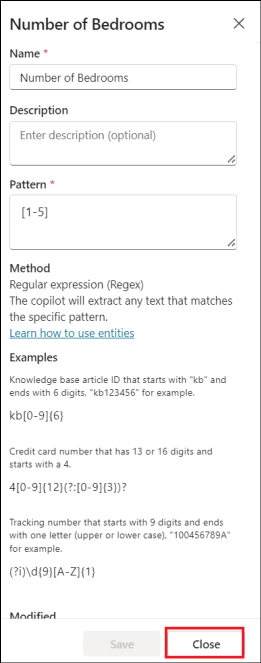 Number of Bedrooms
Name *
Number of Bedrooms
Description
Enter description (optional)
Pattern *
[1-5]
Method
Regular expression (Regex)
The copilot will extract any text that matches
the specific pattern.
Learn how to use entities
Examples
Knowledge base article ID that starts with "kb" and
ends with 6 digits, "kb123456" for example.
kb[0-9]{6}
Credit card number that has 13 or 16 digits and
starts with a 4.
4[0-9]{12}(?:[0-9]{3})?
Tracking number that starts with 9 digits and ends
with one letter (upper or lower case), "100456789A"
for example.
(?i)\d{9}[A-Z]{1}
Modified
Save
Close